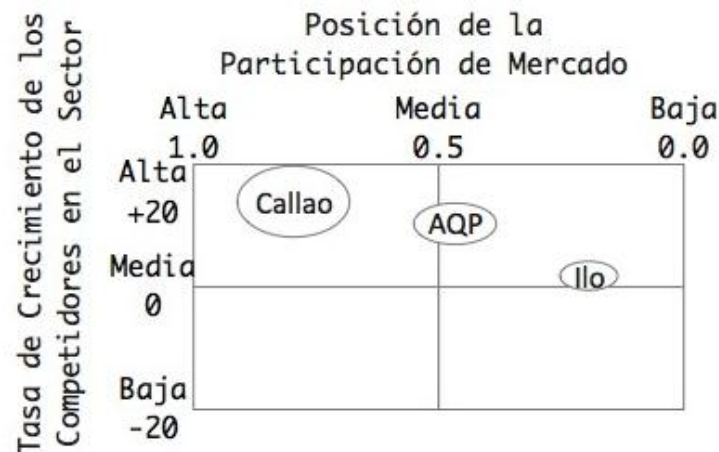 Tasa de Crecimiento de los
Competidores en el Sector
Posición de la
Participación de Mercado
Alta Media Baja
1.0 0.5 0.0
Alta
+20
Callao
AQP
Media
Ilo
0
Baja
-20